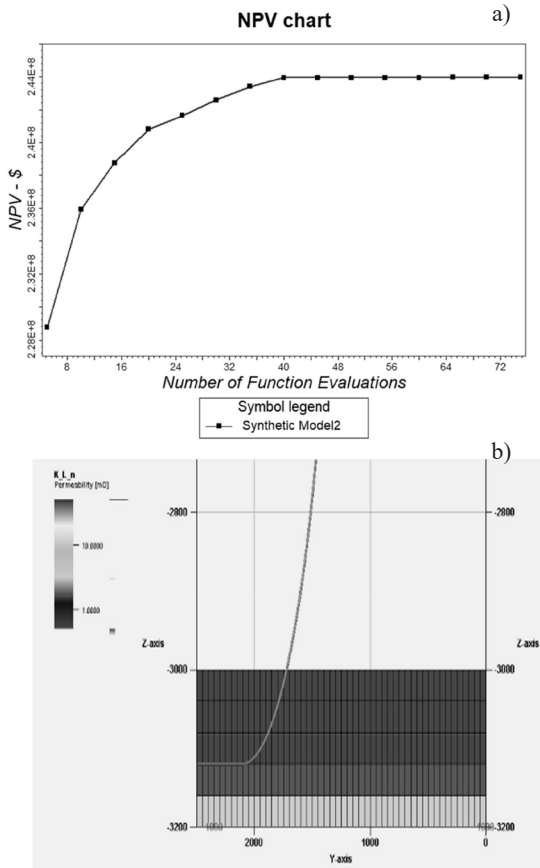 NPV chart
a)
NPV - $
2.44E+8
2.4E+8
2.36E+8
2.32E+8
2.28E+8
8 16 24 32 40 48 56 64 72
Number of Function Evaluations
Symbol legend
Synthetic Model2
b)
K_L_n
Permeability [mD]
10.0000
1.0000
-2800 -2800
Z-axis Z-axis
-3000 -3000
-3200 -3200
2000 1000 0
Y-axis